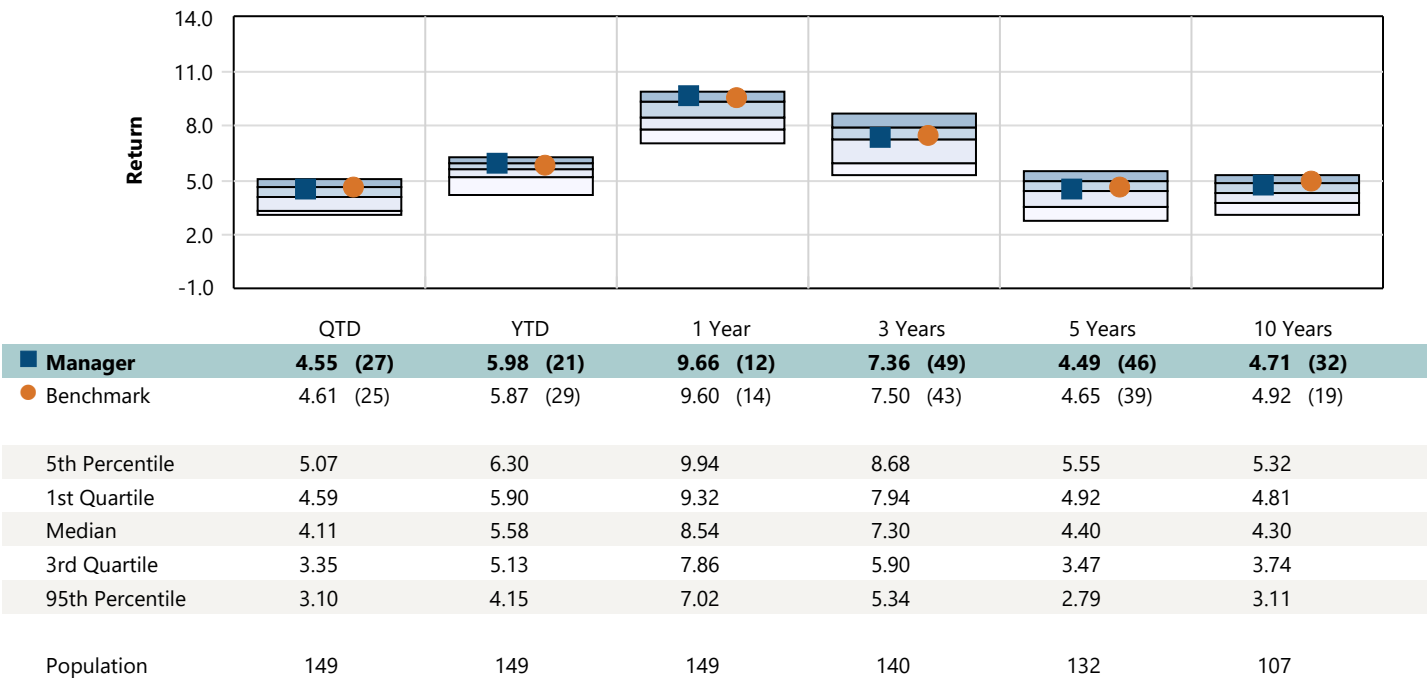 14.0
11.0
8.0
5.0
2.0
-1.0
Return
QTD YTD 1 Year 3 Years 5 Years 10 Years
Manager 4.55 (27) 5.98 (21) 9.66 (12) 7.36 (49) 4.49 (46) 4.71 (32)
Benchmark 4.61 (25) 5.87 (29) 9.60 (14) 7.50 (43) 4.65 (39) 4.92 (19)
5th Percentile 5.07 6.30 9.94 8.68 5.55 5.32
1st Quartile 4.59 5.90 9.32 7.94 4.92 4.81
Median 4.11 5.58 8.54 7.30 4.40 4.30
3rd Quartile 3.35 5.13 7.86 5.90 3.47 3.74
95th Percentile 3.10 4.15 7.02 5.34 2.79 3.11
Population 149 149 149 140 132 107